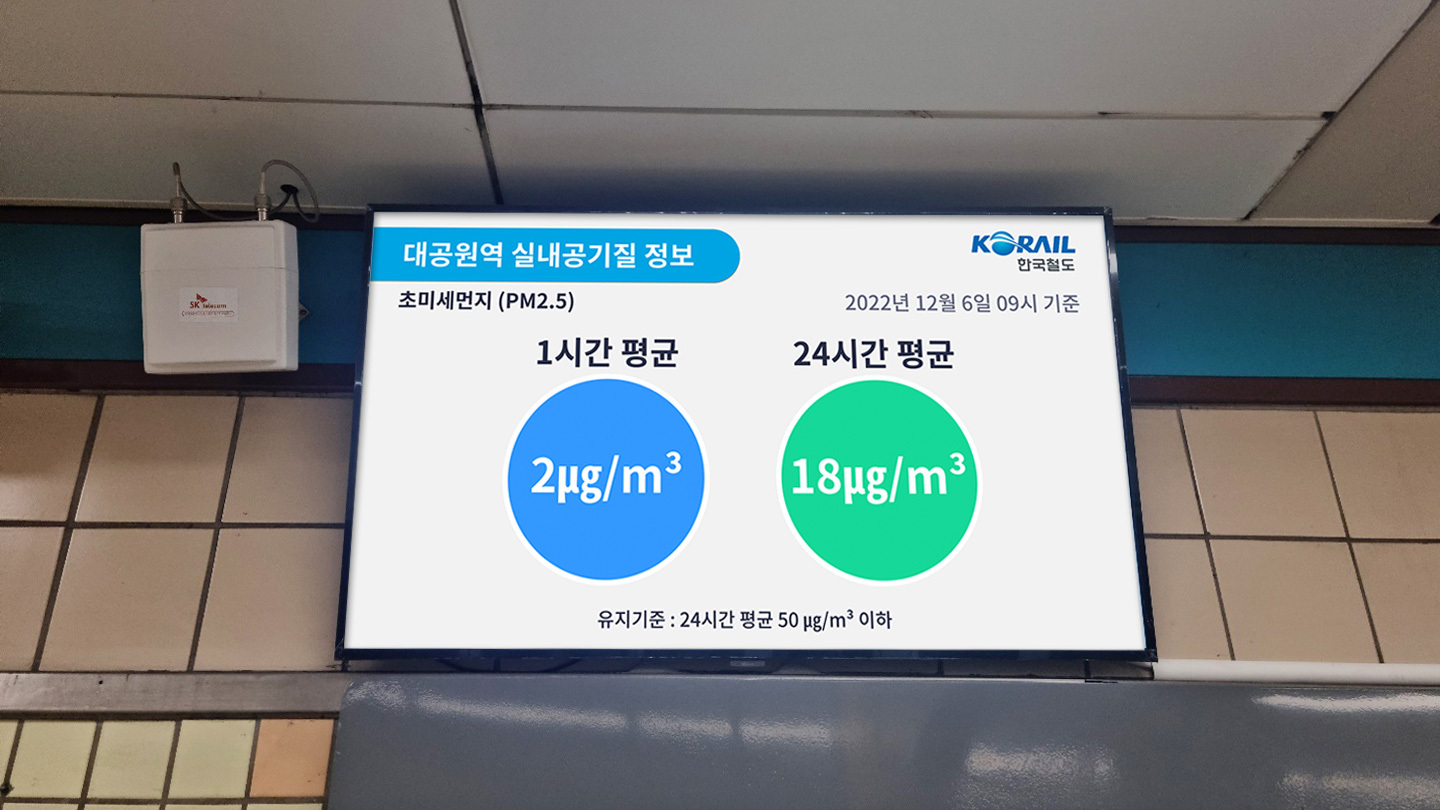 대공원역 실내공기질 정보
KORAIL
한국철도
초미세먼지 (PM2.5)
2022년 12월 6일 09시 기준
1시간 평균
24시간 평균
2㎍/m³
18㎍/m³
유지기준 : 24시간 평균 50 ㎍/m³ 이하
SK telecom